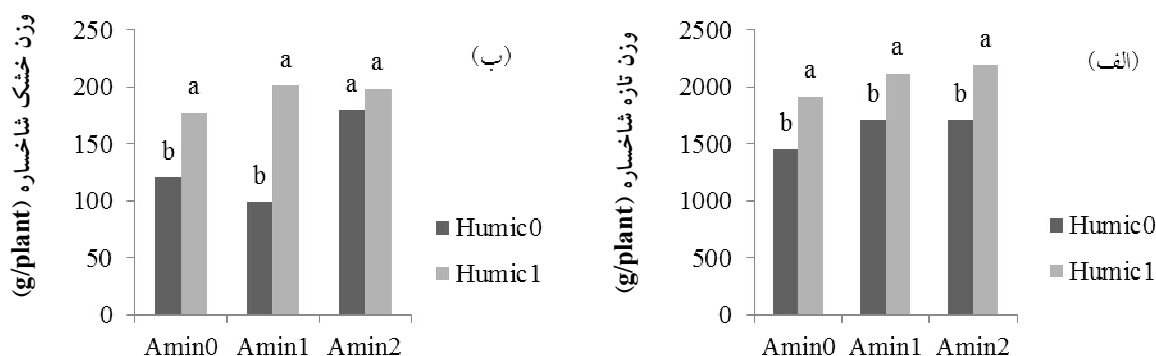 وزن خشک شاخساره (g/plant)
250
200
150
100
50
0
(ب)
b
a
b
a
a
a
Humic0
Humic1
Amin0 Amin1 Amin2
وزن تازه شاخساره (g/plant)
2500
2000
1500
1000
500
0
(الف)
b
a
b
a
b
a
Humic0
Humic1
Amin0 Amin1 Amin2